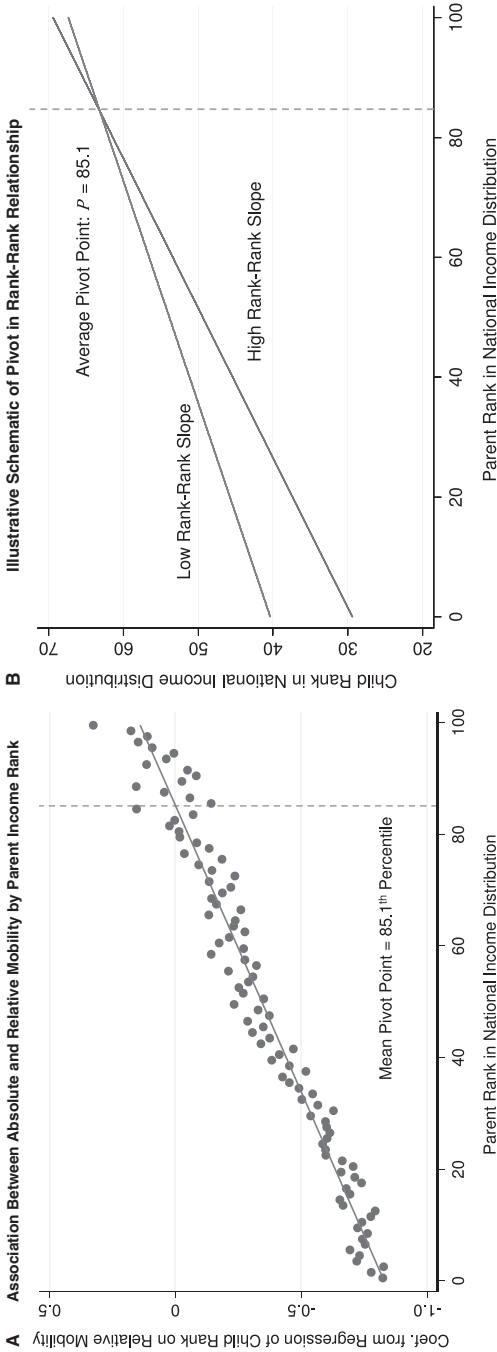 A
Association Between Absolute and Relative Mobility by Parent Income Rank
Coef. from Regression of Child Rank on Relative Mobility
0.5
0
-0.5
-1.0
Mean Pivot Point = 85.1th Percentile
0 20 40 60 80 100
Parent Rank in National Income Distribution
B
Illustrative Schematic of Pivot in Rank-Rank Relationship
Child Rank in National Income Distribution
70
60
50
40
30
20
Average Pivot Point: P = 85.1
Low Rank-Rank Slope
High Rank-Rank Slope
0 20 40 60 80 100
Parent Rank in National Income Distribution